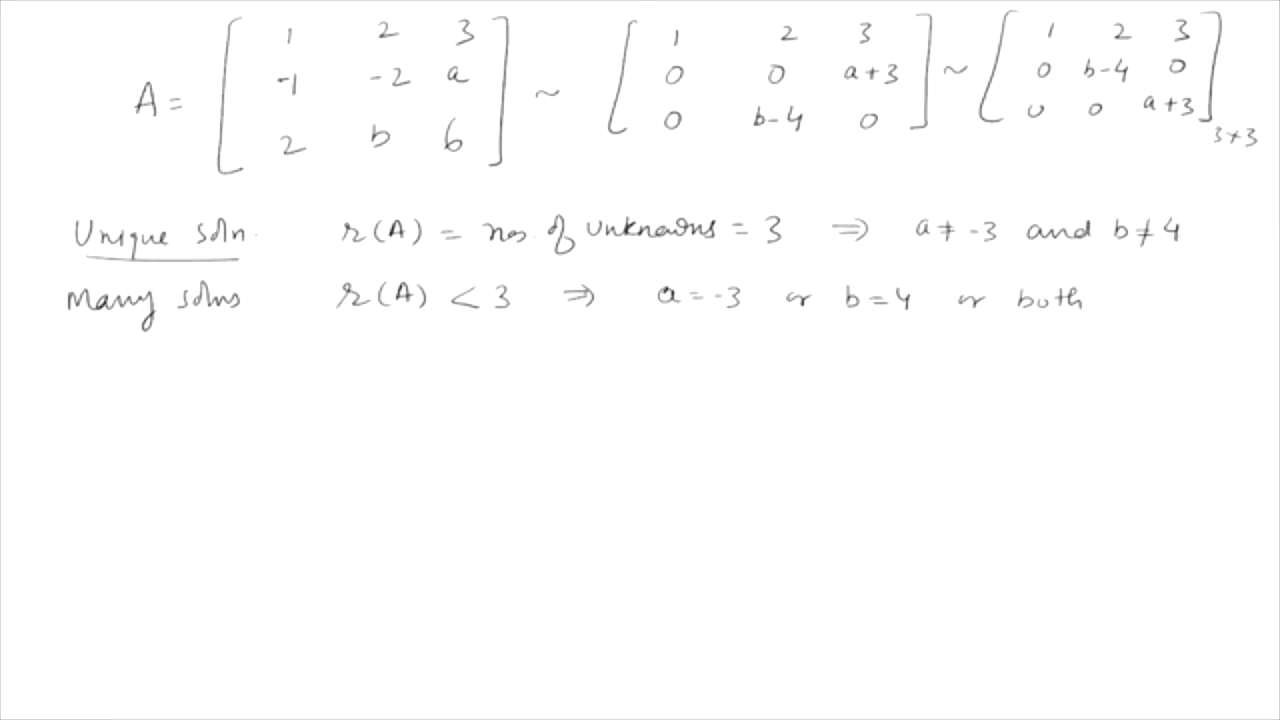 A = [ 1 2 3 ; -1 -2 a ; 2 b 6 ] ~ [ 1 2 3 ; 0 0 a+3 ; 0 b-4 0 ] ~ [ 1 2 3 ; 0 b-4 0 ; 0 0 a+3 ] 3×3
Unique soln. r(A) = nos of unknowns = 3 ⇒ a ≠ -3 and b ≠ 4
Many solns r(A) < 3 ⇒ a = -3 or b = 4 or both